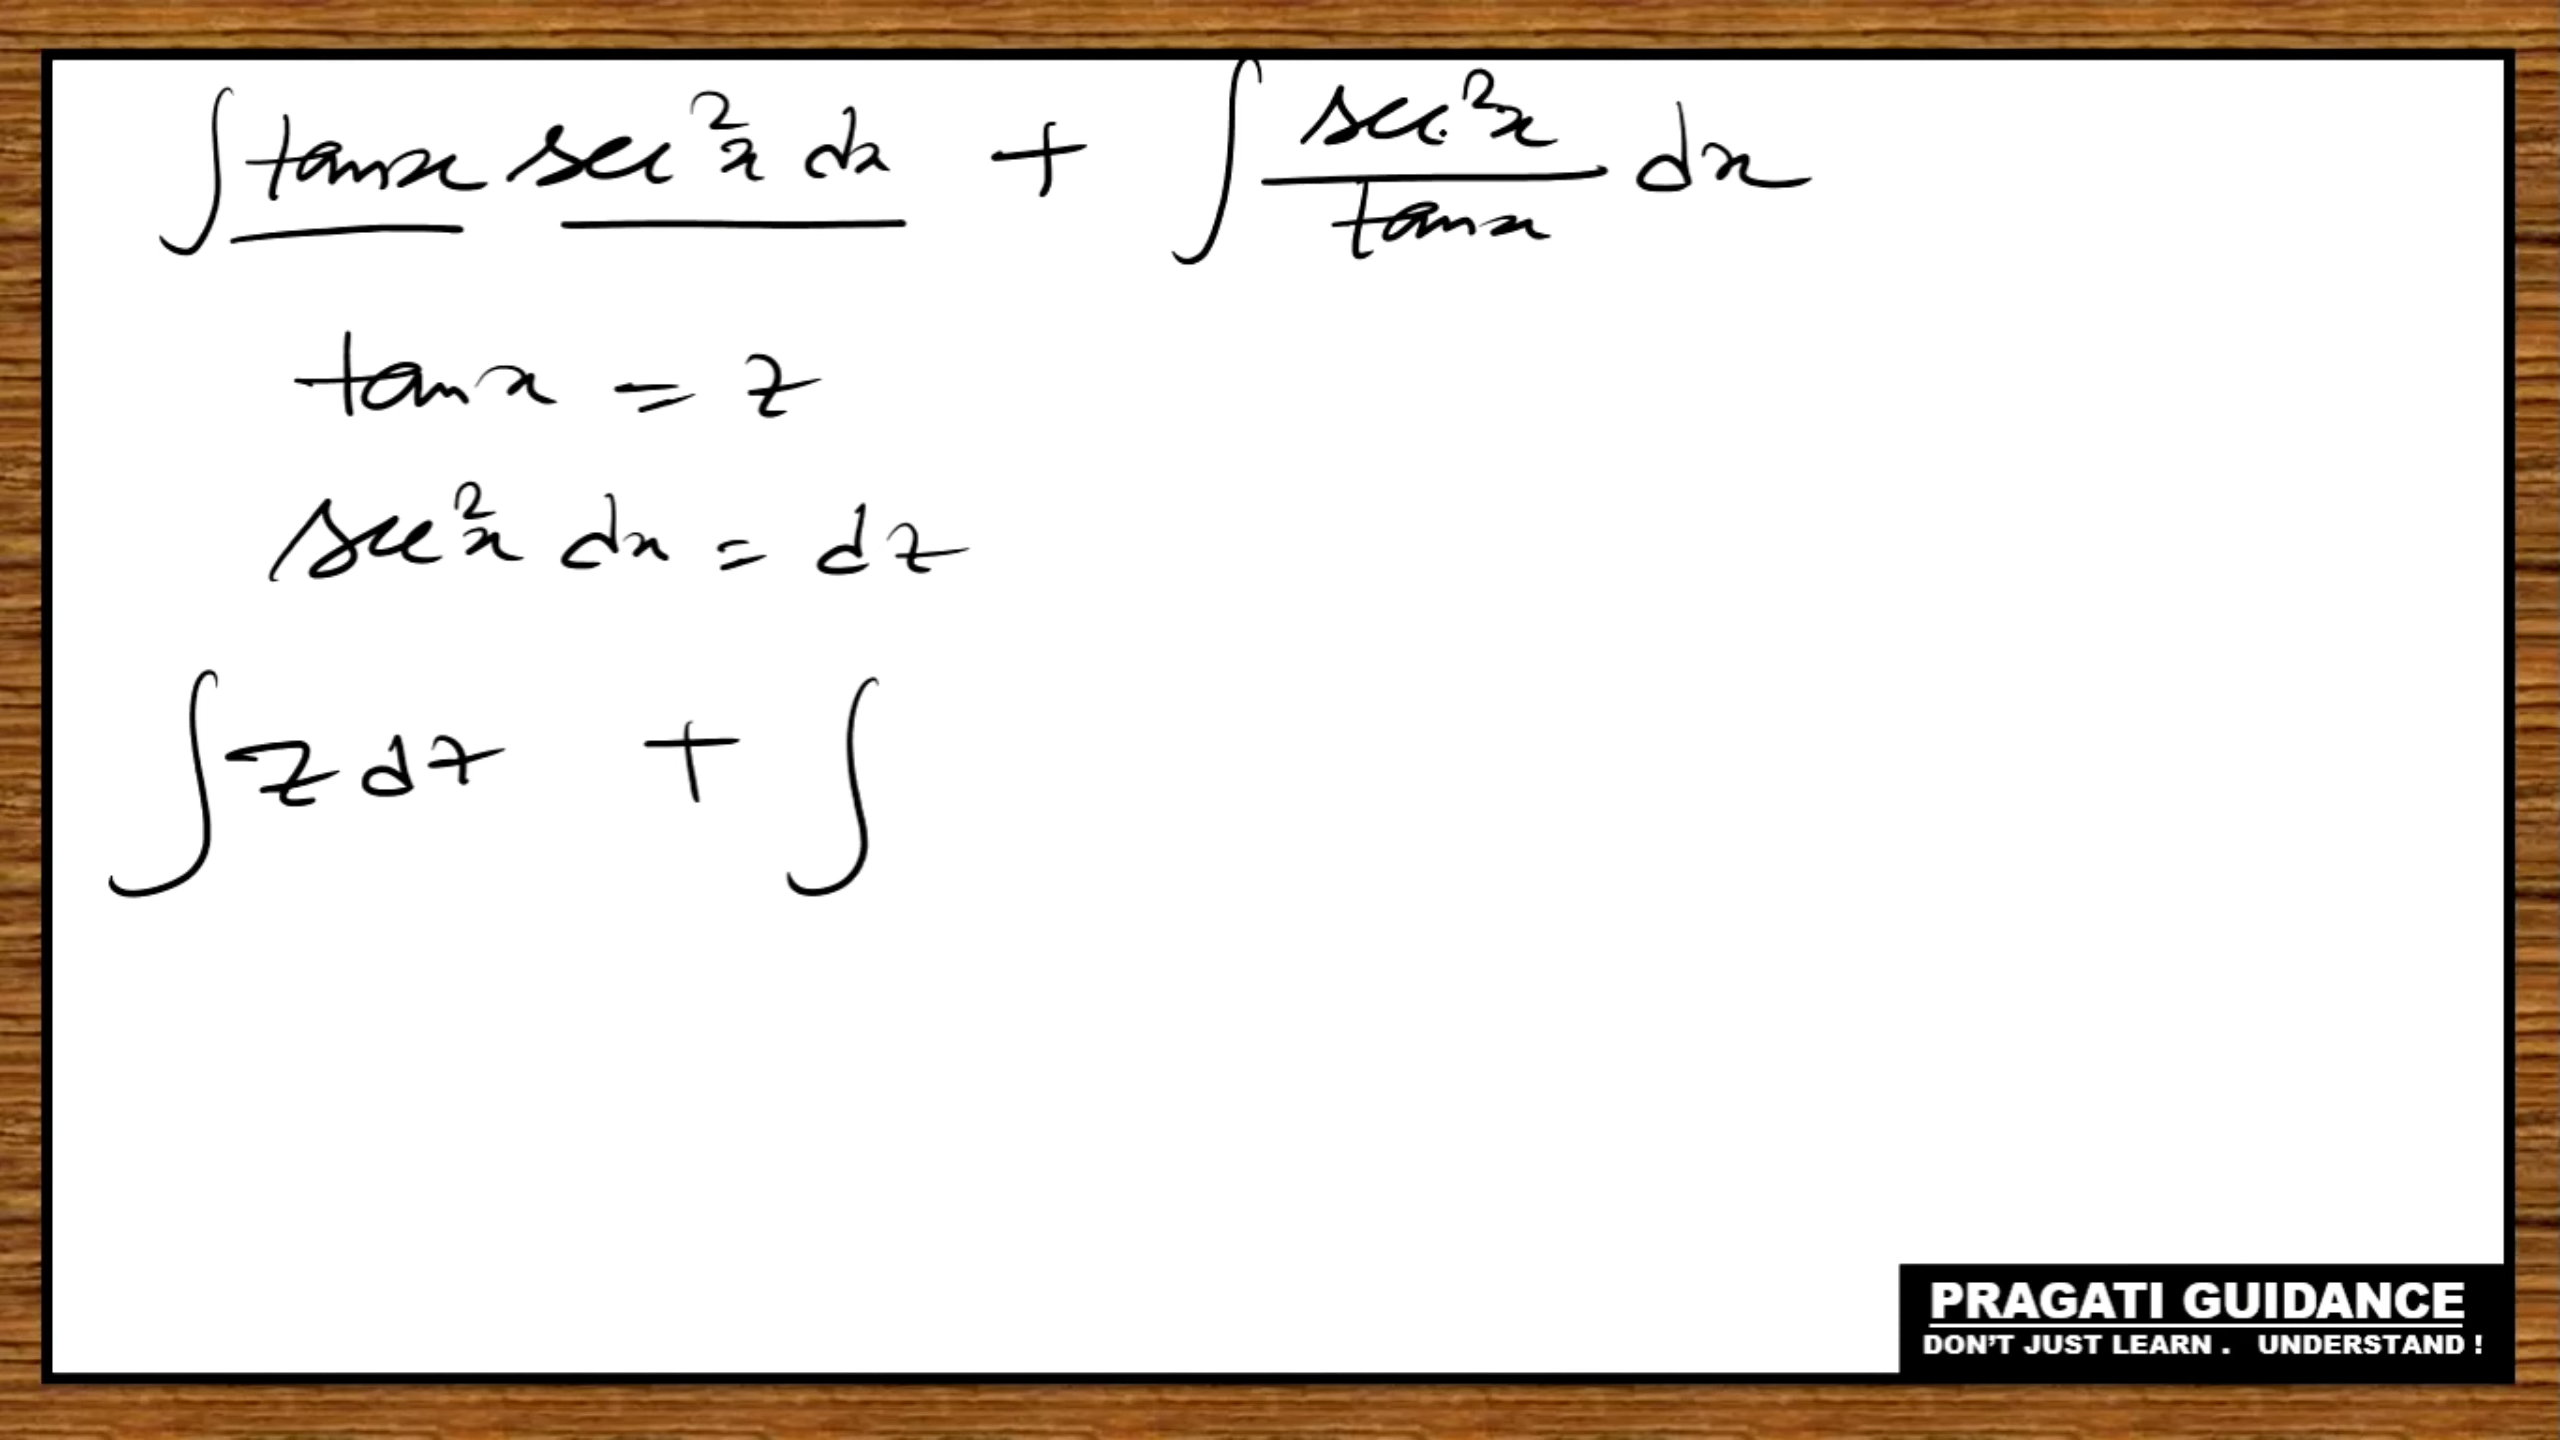 ∫ tanx sec²x dx + ∫ sec²x/tanx dx
tanx = z
sec²x dx = dz
∫ z dz + ∫
PRAGATI GUIDANCE
DON'T JUST LEARN . UNDERSTAND !